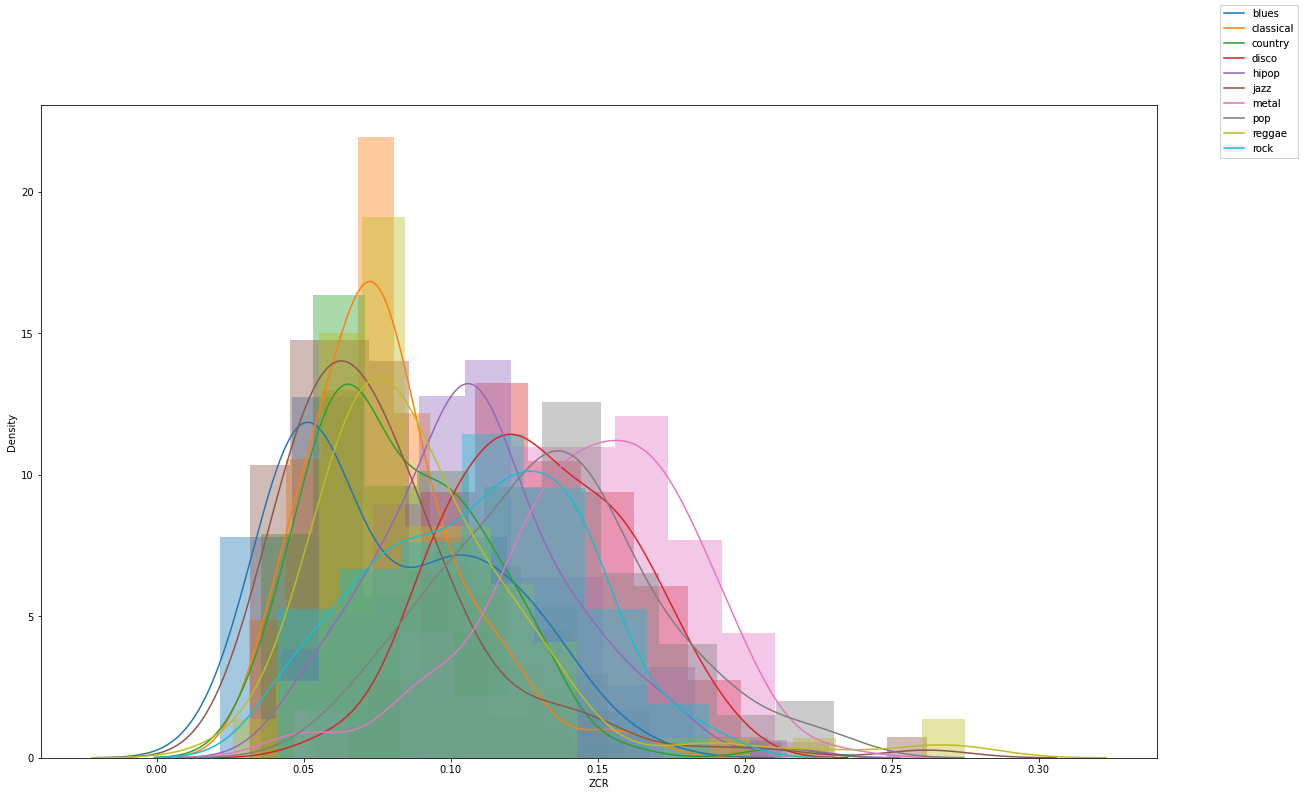 blues
classical
country
disco
hipop
jazz
metal
pop
reggae
rock
20
15
10
5
0
Density
0.00 0.05 0.10 0.15 0.20 0.25 0.30
ZCR